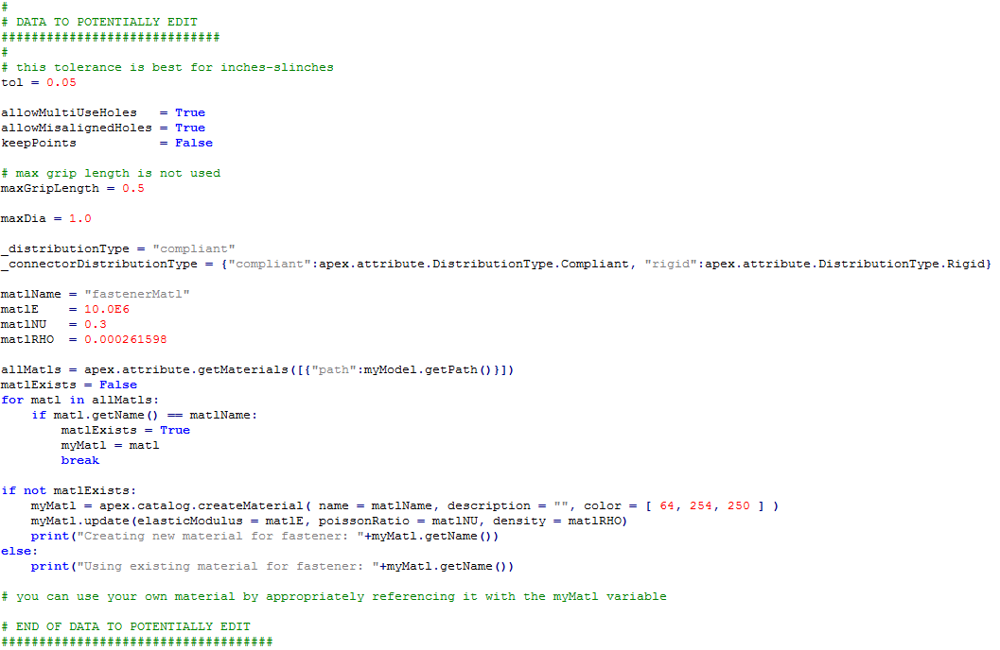 #
# DATA TO POTENTIALLY EDIT
#############################
#
# this tolerance is best for inches-slinches
tol = 0.05
allowMultiUseHoles   = True
allowMisalignedHoles = True
keepPoints           = False
# max grip length is not used
maxGripLength = 0.5
maxDia = 1.0
_distributionType = "compliant"
_connectorDistributionType = {"compliant":apex.attribute.DistributionType.Compliant, "rigid":apex.attribute.DistributionType.Rigid}
matlName = "fastenerMatl"
matlE    = 10.0E6
matlNU   = 0.3
matlRHO  = 0.000261598
allMatls = apex.attribute.getMaterials([{"path":myModel.getPath()}])
matlExists = False
for matl in allMatls:
    if matl.getName() == matlName:
        matlExists = True
        myMatl = matl
        break
if not matlExists:
    myMatl = apex.catalog.createMaterial( name = matlName, description = "", color = [ 64, 254, 250 ] )
    myMatl.update(elasticModulus = matlE, poissonRatio = matlNU, density = matlRHO)
    print("Creating new material for fastener: "+myMatl.getName())
else:
    print("Using existing material for fastener: "+myMatl.getName())
# you can use your own material by appropriately referencing it with the myMatl variable
# END OF DATA TO POTENTIALLY EDIT
####################################